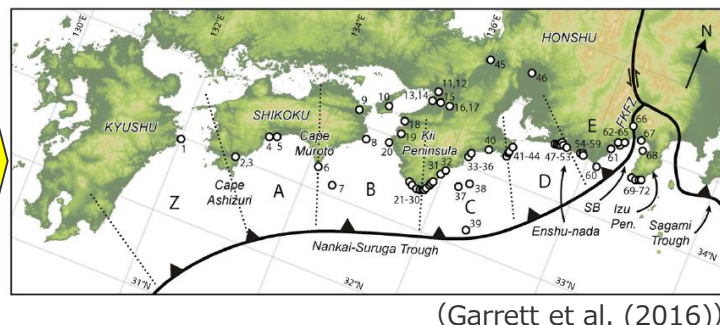 130°E
132°E
134°E
136°E
HONSHU
N
KYUSHU
SHIKOKU
Cape
Muroto
Cape
Ashizuri
Kii
Peninsula
FKFZ
1
2,3
4
5
6
7
8
9
10
11,12
13,14
15
16,17
18
19
20
21-30
31
32
33-36
37
38
39
40
41-44
45
46
47-53
54-59
60
61
62-65
66
67
68
69-72
Z
A
B
C
D
E
Enshu-nada
SB
Izu
Pen.
Sagami
Trough
Nankai-Suruga Trough
31°N
32°N
33°N
34°N
(Garrett et al. (2016))